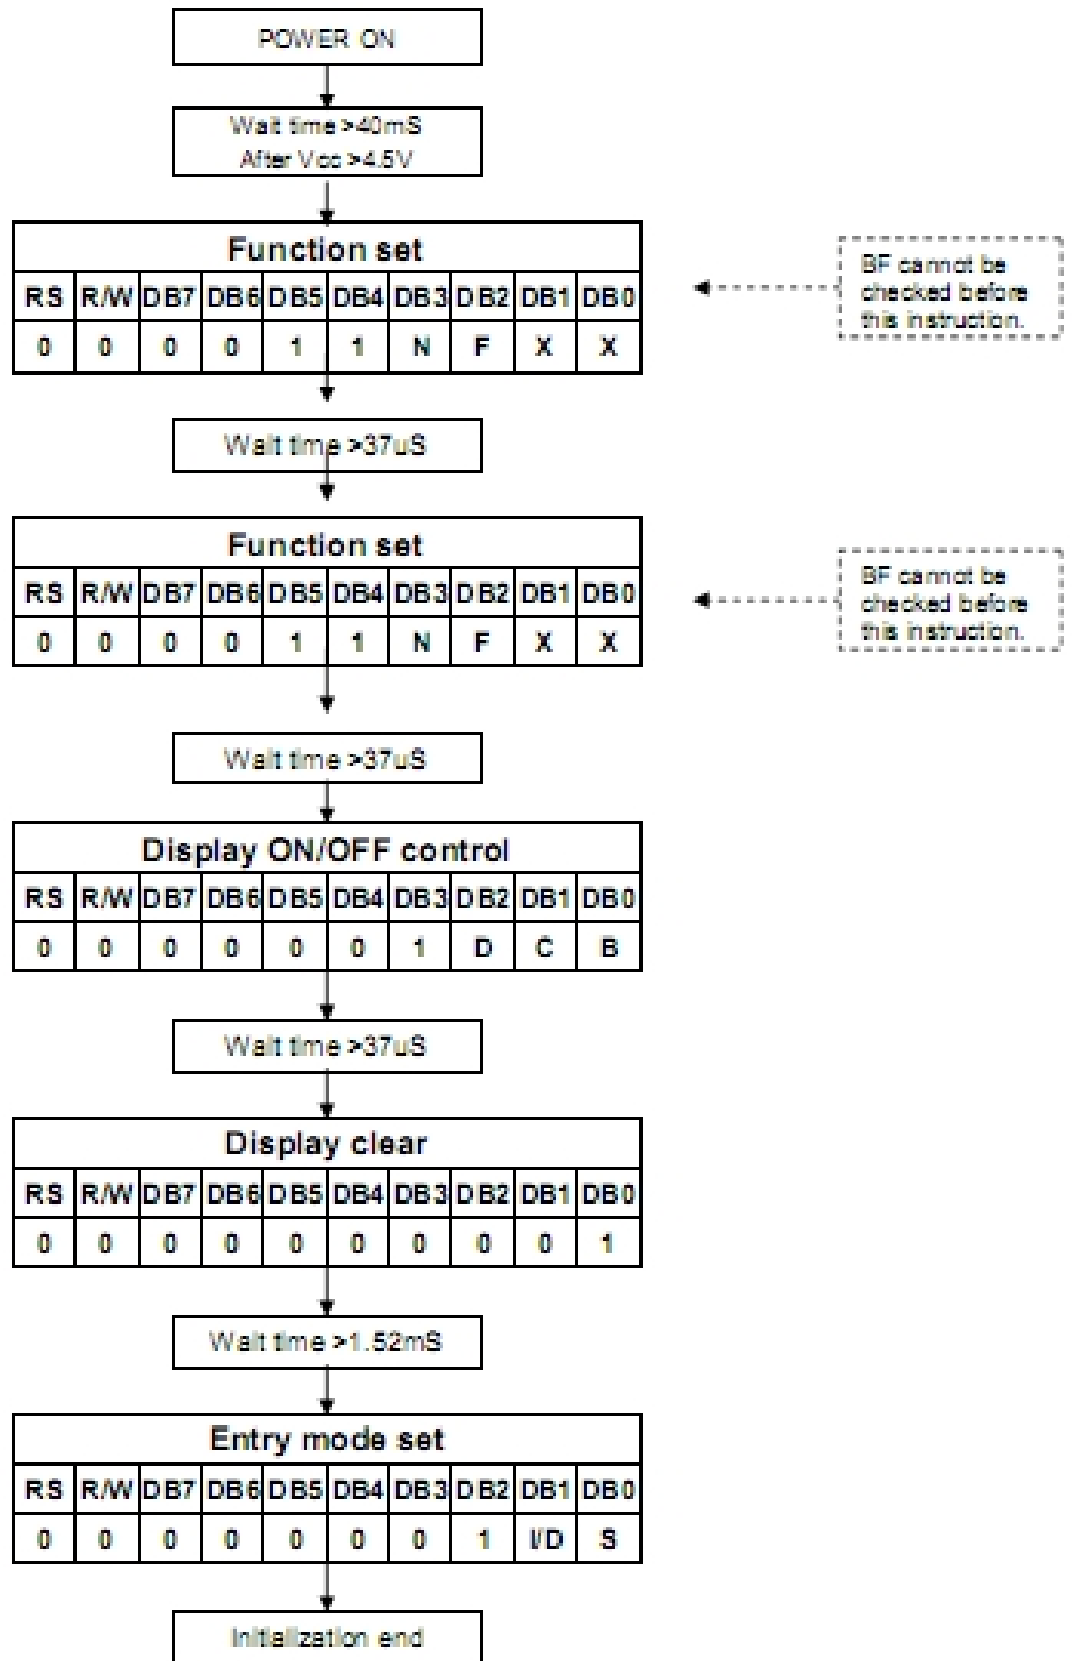 POWER ON
Wait time >40mS
After Vcc >4.5V
Function set
RS R/W DB7 DB6 DB5 DB4 DB3 DB2 DB1 DB0
0 0 0 0 1 1 N F X X
BF cannot be
checked before
this instruction.
Wait time >37uS
Function set
RS R/W DB7 DB6 DB5 DB4 DB3 DB2 DB1 DB0
0 0 0 0 1 1 N F X X
BF cannot be
checked before
this instruction.
Wait time >37uS
Display ON/OFF control
RS R/W DB7 DB6 DB5 DB4 DB3 DB2 DB1 DB0
0 0 0 0 0 0 1 D C B
Wait time >37uS
Display clear
RS R/W DB7 DB6 DB5 DB4 DB3 DB2 DB1 DB0
0 0 0 0 0 0 0 0 0 1
Wait time >1.52mS
Entry mode set
RS R/W DB7 DB6 DB5 DB4 DB3 DB2 DB1 DB0
0 0 0 0 0 0 0 1 I/D S
Initialization end